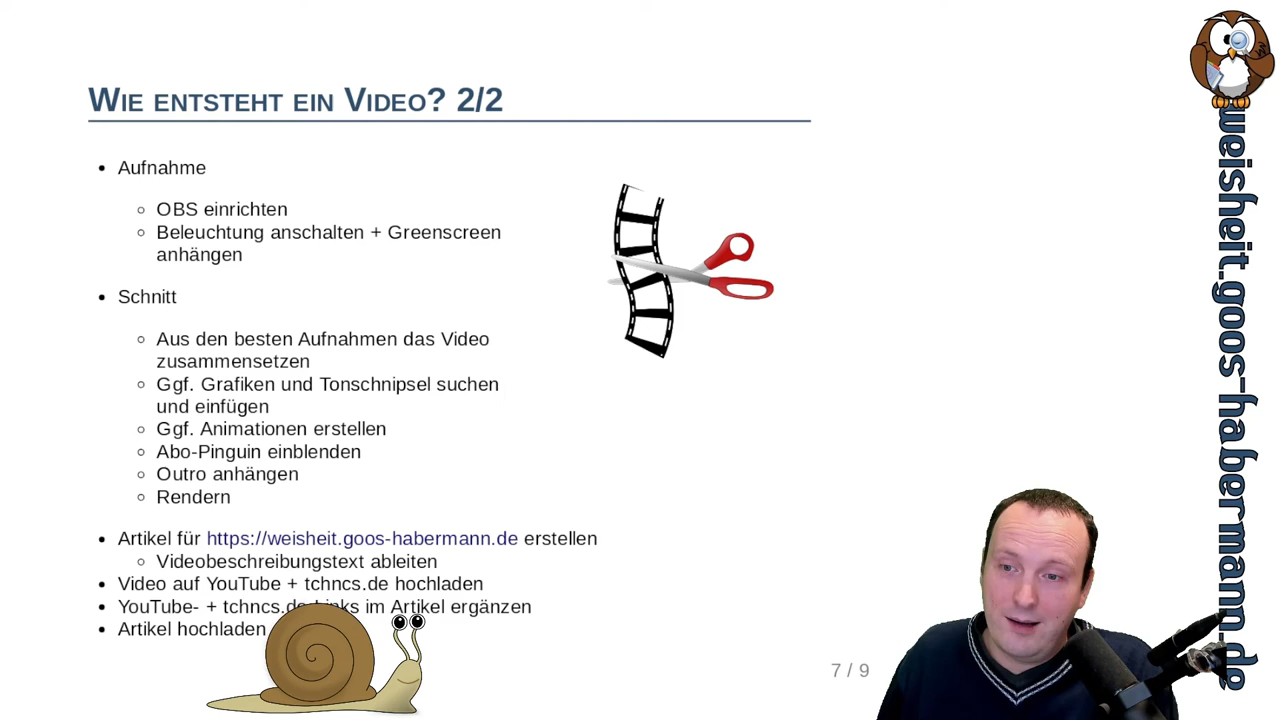 Wie entsteht ein Video? 2/2
Aufnahme
OBS einrichten
Beleuchtung anschalten + Greenscreen
anhängen
Schnitt
Aus den besten Aufnahmen das Video
zusammensetzen
Ggf. Grafiken und Tonschnipsel suchen
und einfügen
Ggf. Animationen erstellen
Abo-Pinguin einblenden
Outro anhängen
Rendern
Artikel für https://weisheit.goos-habermann.de erstellen
Videobeschreibungstext ableiten
Video auf YouTube + tchncs.de hochladen
YouTube- + tchncs.de-Links im Artikel ergänzen
Artikel hochladen
7 / 9
weisheit.goos-habermann.de